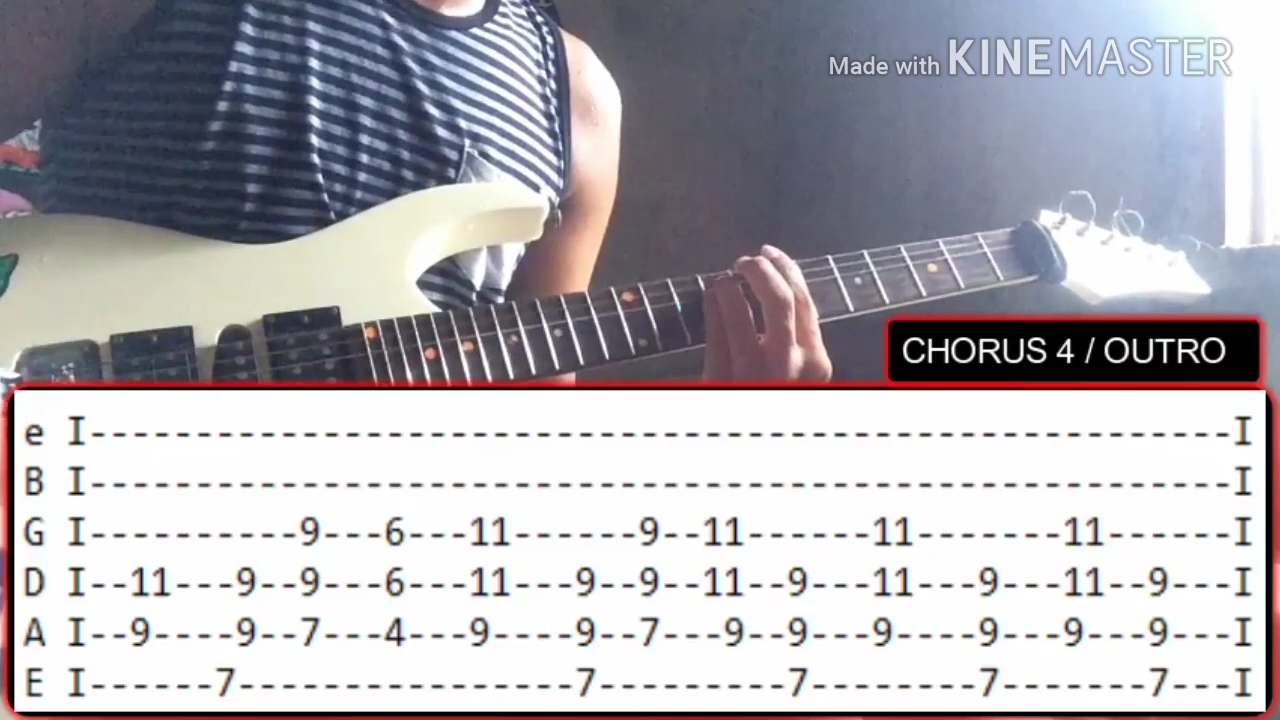 Made with KINEMASTER
CHORUS 4 / OUTRO
e I------------------------------------------------------I
B I------------------------------------------------------I
G I----------9---6---11------9--11------11-------11------I
D I--11---9--9---6---11---9--9--11--9---11---9---11--9---I
A I--9----9--7---4---9----9--7---9--9---9----9---9---9---I
E I------7----------------7---------7--------7-------7---I